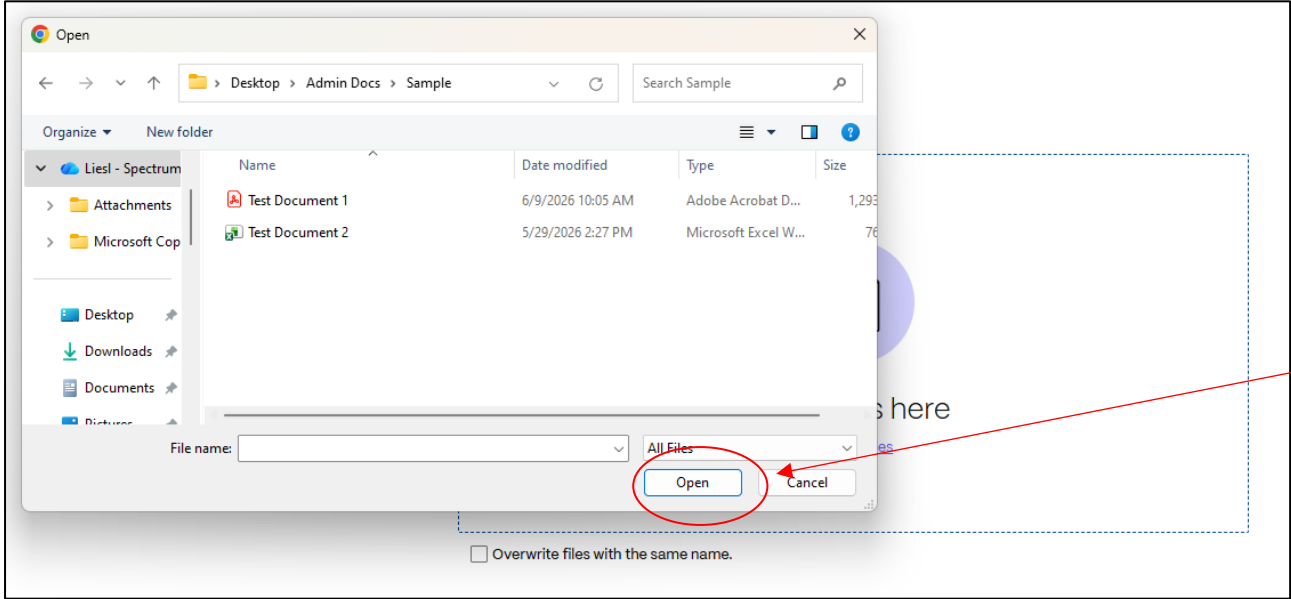 Open
Desktop > Admin Docs > Sample
Search Sample
Organize
New folder
Liesl - Spectrum
Attachments
Microsoft Cop
Desktop
Downloads
Documents
Pictures
Name Date modified Type Size
Test Document 1 6/9/2026 10:05 AM Adobe Acrobat D... 1,293
Test Document 2 5/29/2026 2:27 PM Microsoft Excel W... 76
File name:
All Files
Open
Cancel
s here
es
Overwrite files with the same name.